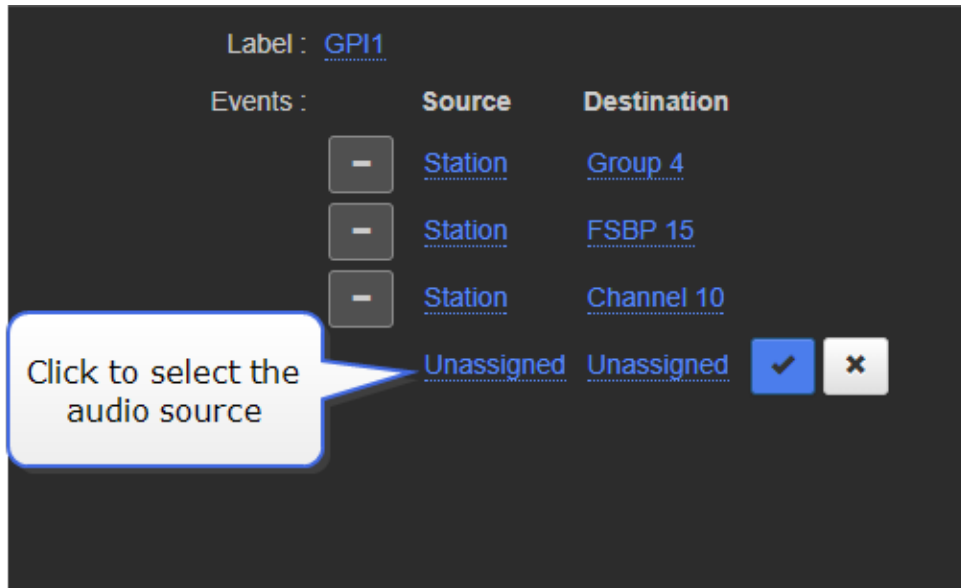 Label : GPI1
Events : Source Destination
Station Group 4
Station FSBP 15
Station Channel 10
Unassigned Unassigned
Click to select the
audio source